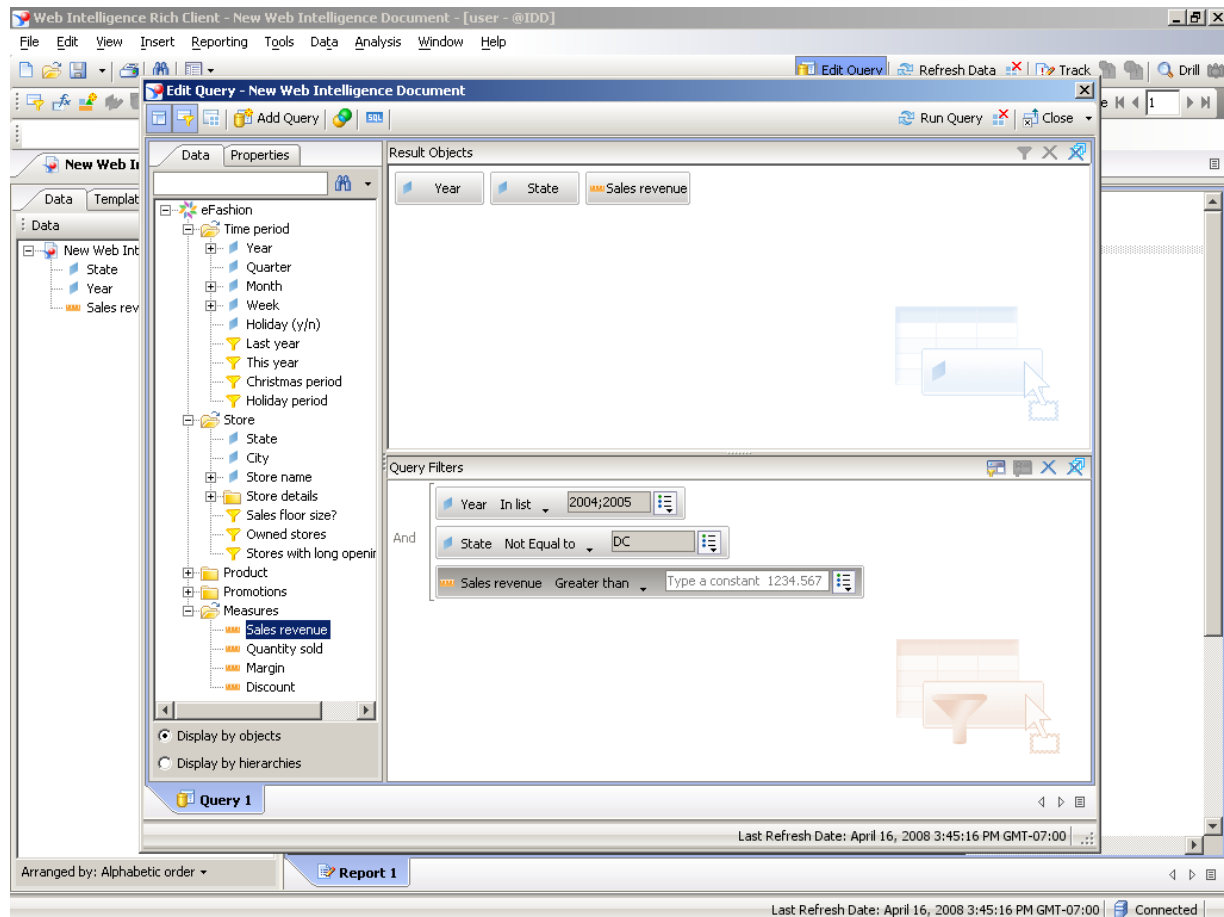 Web Intelligence Rich Client - New Web Intelligence Document - [user - @IDD]
File Edit View Insert Reporting Tools Data Analysis Window Help
Edit Query Refresh Data Track Drill
Edit Query - New Web Intelligence Document
1
Add Query SQL Run Query Close
New Web
Data Properties
Result Objects
Year State Sales revenue
Data
Data
New Web Int
State
Year
Sales rev
eFashion
Time period
Year
Quarter
Month
Week
Holiday (y/n)
Last year
This year
Christmas period
Holiday period
Store
State
City
Store name
Store details
Sales floor size?
Owned stores
Stores with long openin
Product
Promotions
Measures
Sales revenue
Quantity sold
Margin
Discount
Display by objects
Display by hierarchies
Query Filters
Year In list 2004;2005
And
State Not Equal to DC
Sales revenue Greater than Type a constant 1234.567
Query 1
Last Refresh Date: April 16, 2008 3:45:16 PM GMT-07:00
Arranged by: Alphabetic order
Report 1
Last Refresh Date: April 16, 2008 3:45:16 PM GMT-07:00 Connected